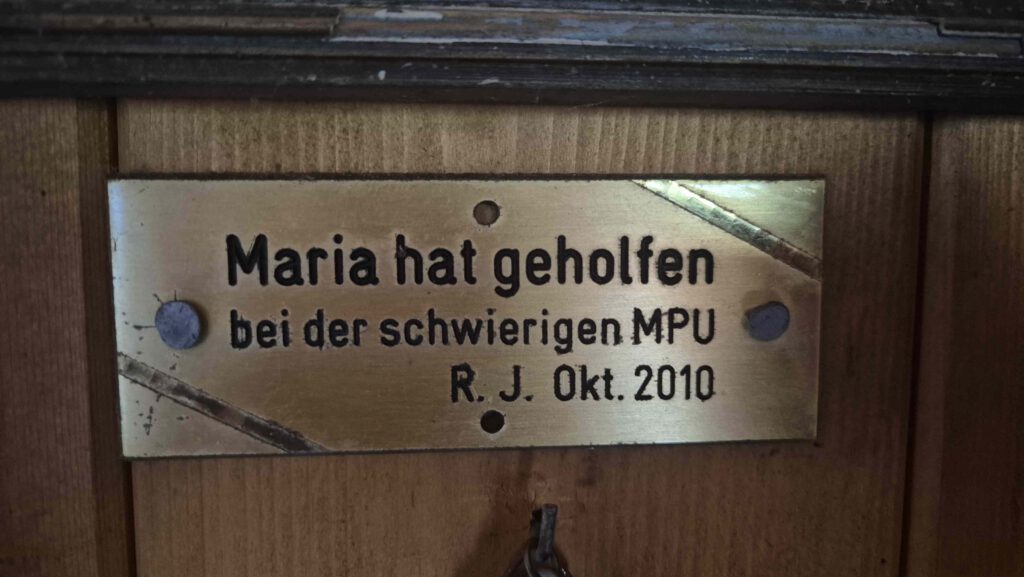 Maria hat geholfen
bei der schwierigen MPU
R. J. Okt. 2010